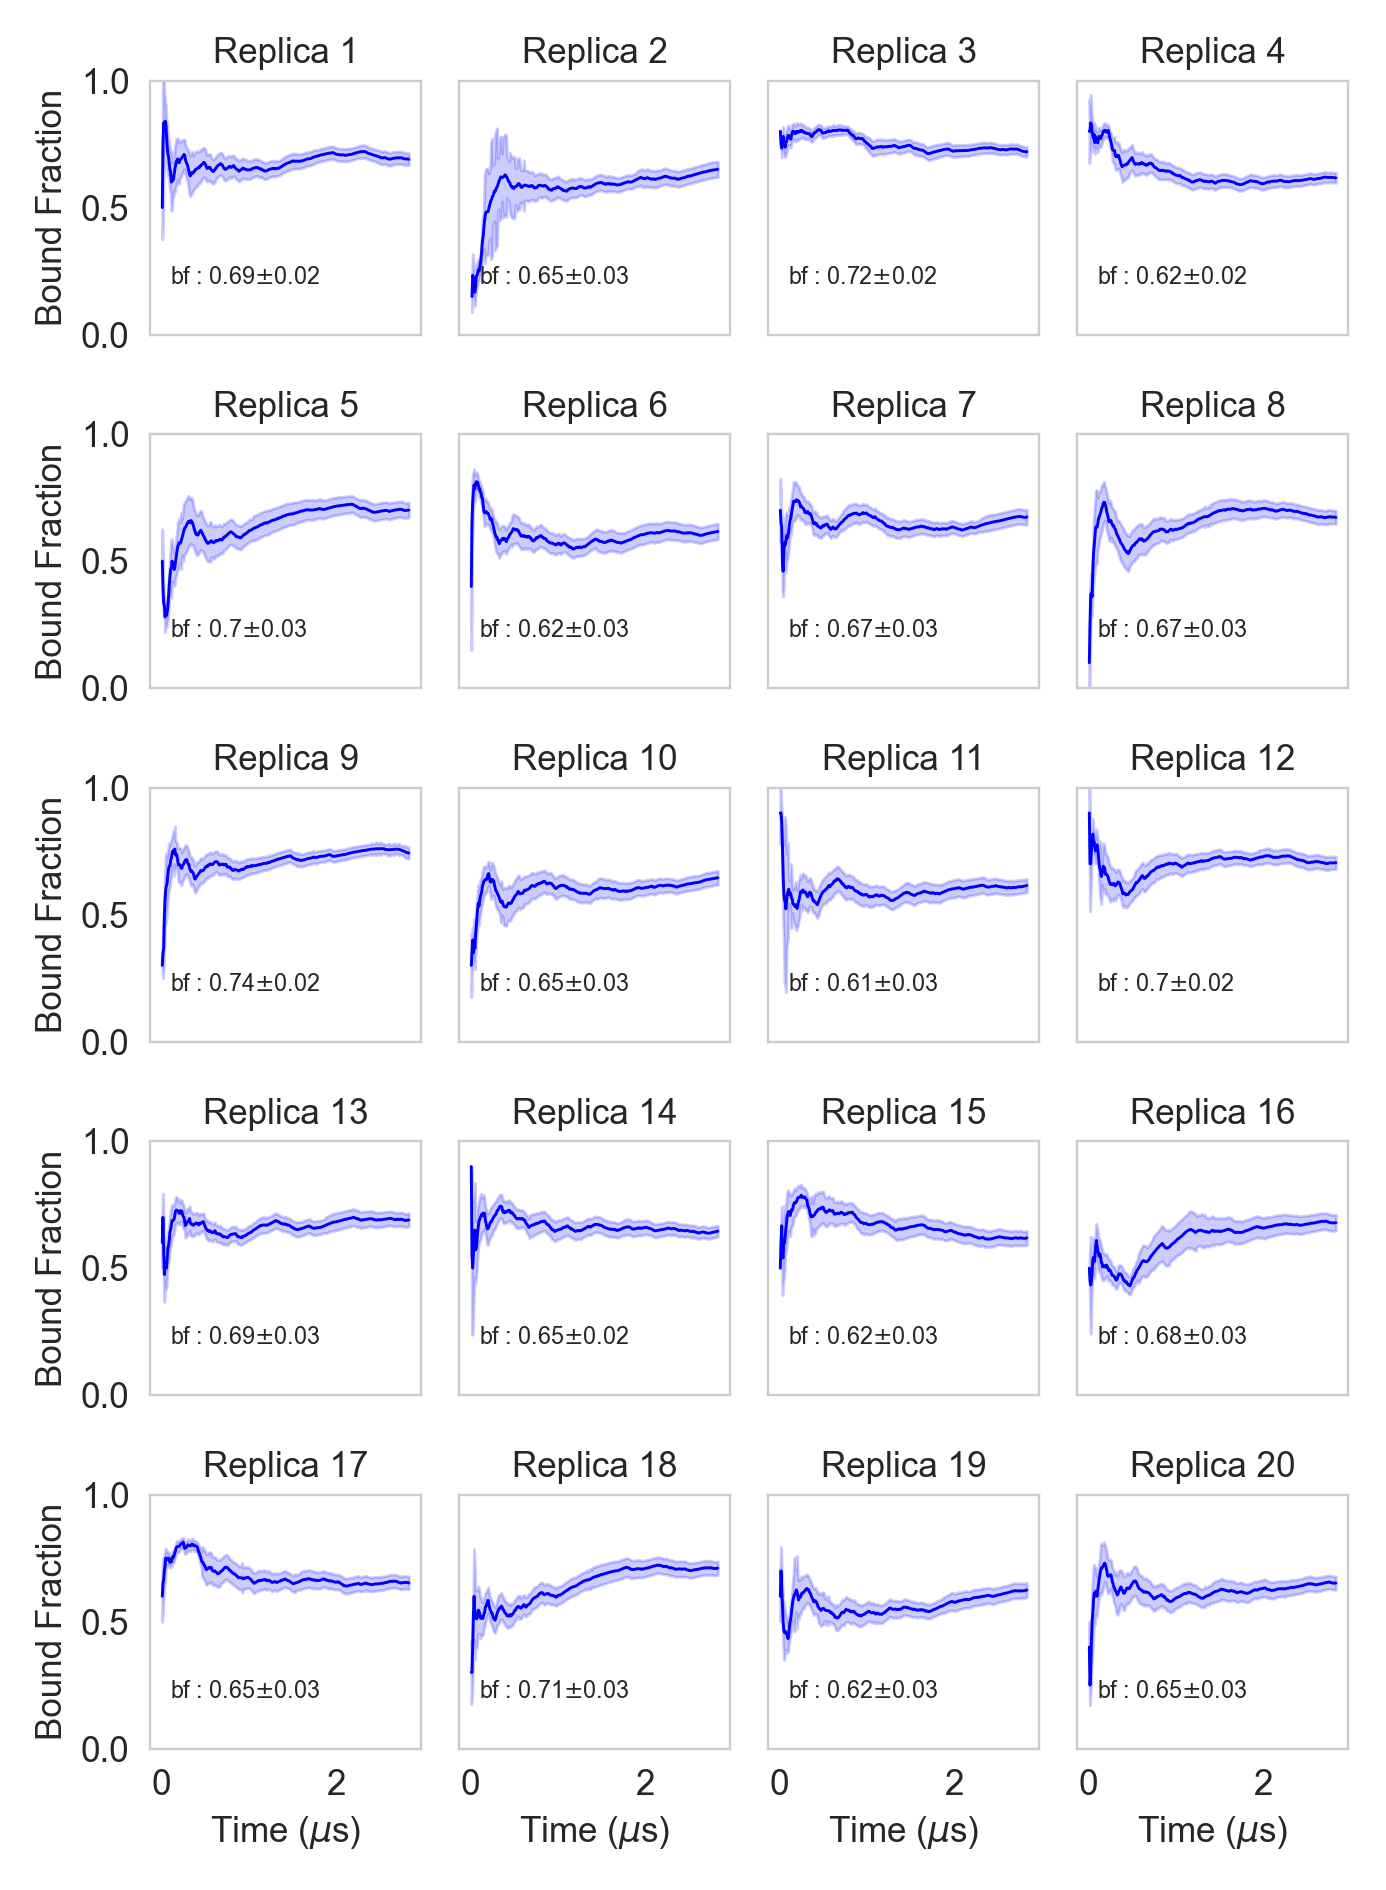 Replica 1 Replica 2 Replica 3 Replica 4
1.0
Bound Fraction
0.5
bf : 0.69±0.02 bf : 0.65±0.03 bf : 0.72±0.02 bf : 0.62±0.02
0.0
Replica 5 Replica 6 Replica 7 Replica 8
1.0
Bound Fraction
0.5
bf : 0.7±0.03 bf : 0.62±0.03 bf : 0.67±0.03 bf : 0.67±0.03
0.0
Replica 9 Replica 10 Replica 11 Replica 12
1.0
Bound Fraction
0.5
bf : 0.74±0.02 bf : 0.65±0.03 bf : 0.61±0.03 bf : 0.7±0.02
0.0
Replica 13 Replica 14 Replica 15 Replica 16
1.0
Bound Fraction
0.5
bf : 0.69±0.03 bf : 0.65±0.02 bf : 0.62±0.03 bf : 0.68±0.03
0.0
Replica 17 Replica 18 Replica 19 Replica 20
1.0
Bound Fraction
0.5
bf : 0.65±0.03 bf : 0.71±0.03 bf : 0.62±0.03 bf : 0.65±0.03
0.0
0 2 0 2 0 2 0 2
Time (μs) Time (μs) Time (μs) Time (μs)